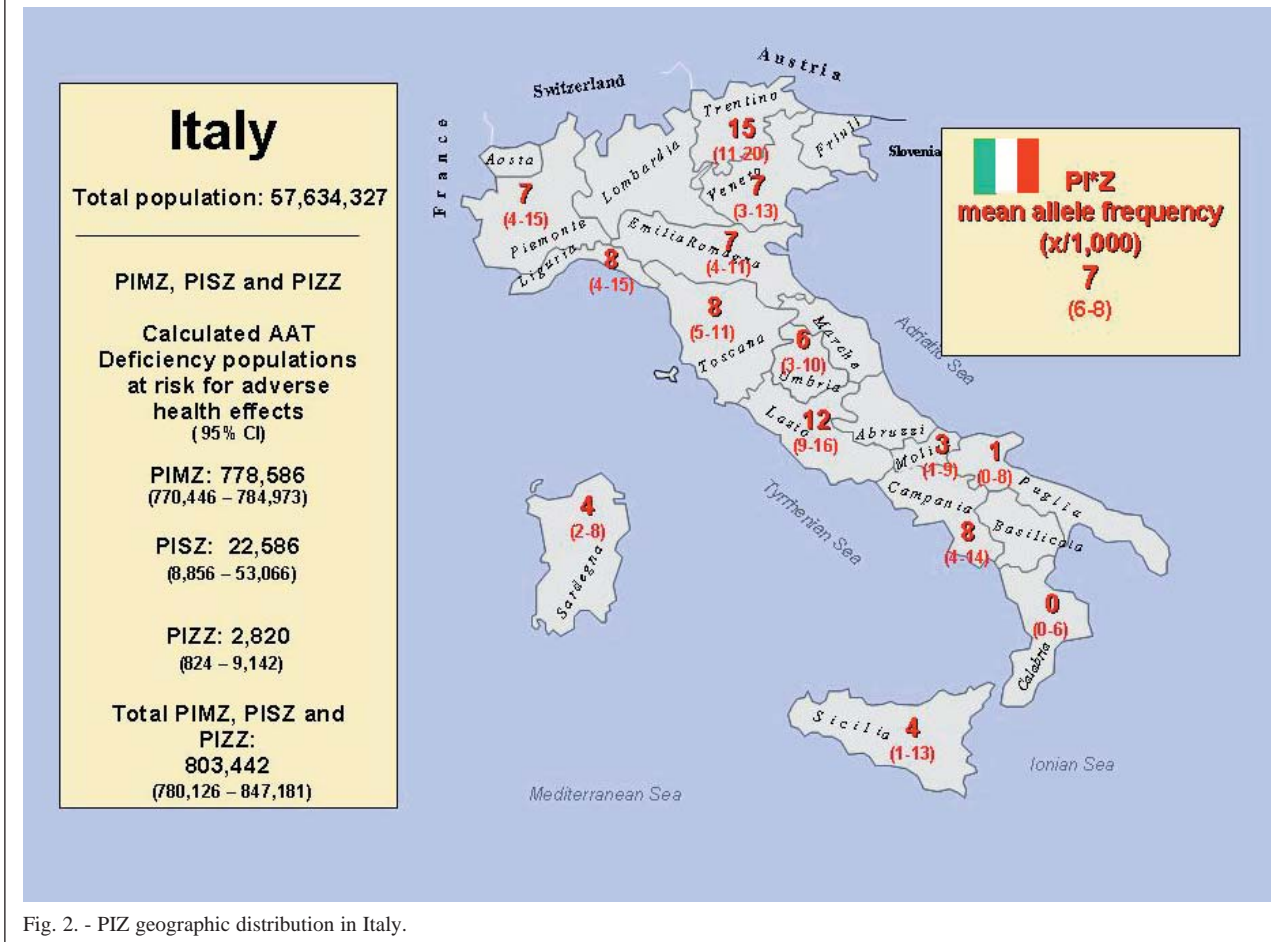 Italy
Total population: 57,634,327
PIMZ, PISZ and PIZZ
Calculated AAT
Deficiency populations
at risk for adverse
health effects
( 95% CI)
PIMZ: 778,586
(770,446 – 784,973)
PISZ: 22,586
(8,856 – 53,066)
PIZZ: 2,820
(824 – 9,142)
Total PIMZ, PISZ and
PIZZ:
803,442
(780,126 – 847,181)
Austria
Switzerland
France
Slovenia
Trentino
15
(11-20)
Friuli
Aosta
Lombardia
Veneto
7
(3-13)
7
(4-15)
Piemonte
Emilia Romagna
7
(4-11)
Liguria
8
(4-15)
8
(5-11)
Toscana
Marche
6
(3-10)
Umbria
Adriatic Sea
Lasio
12
(9-16)
Abruzzi
Moli
3
(1-9)
1
(0-8)
Puglia
Campania
8
(4-14)
Basilicata
Tyrrhenian Sea
4
(2-8)
Sardegna
0
(0-6)
Calabria
Sicilia
4
(1-13)
Ionian Sea
Mediterranean Sea
PI*Z
mean allele frequency
(x/1,000)
7
(6-8)
Fig. 2. - PIZ geographic distribution in Italy.